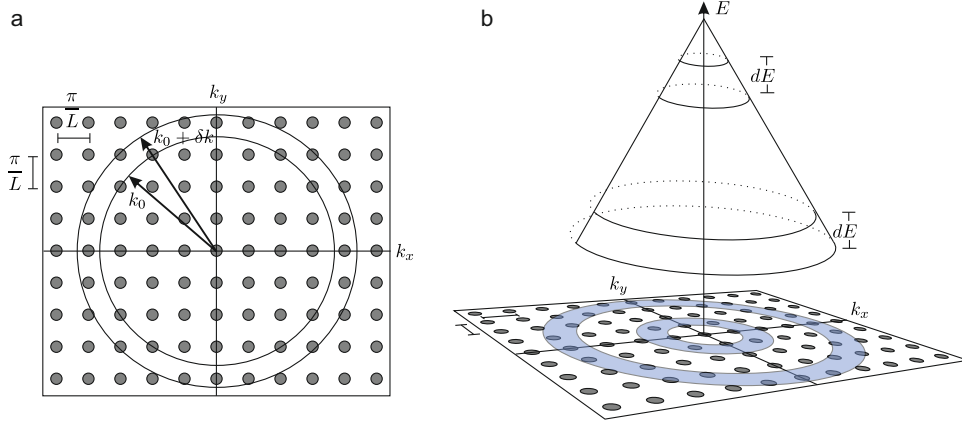 a
π/L
π/L
k_y
k_0 + δk
k_0
k_x
b
E
dE
dE
k_y
k_x